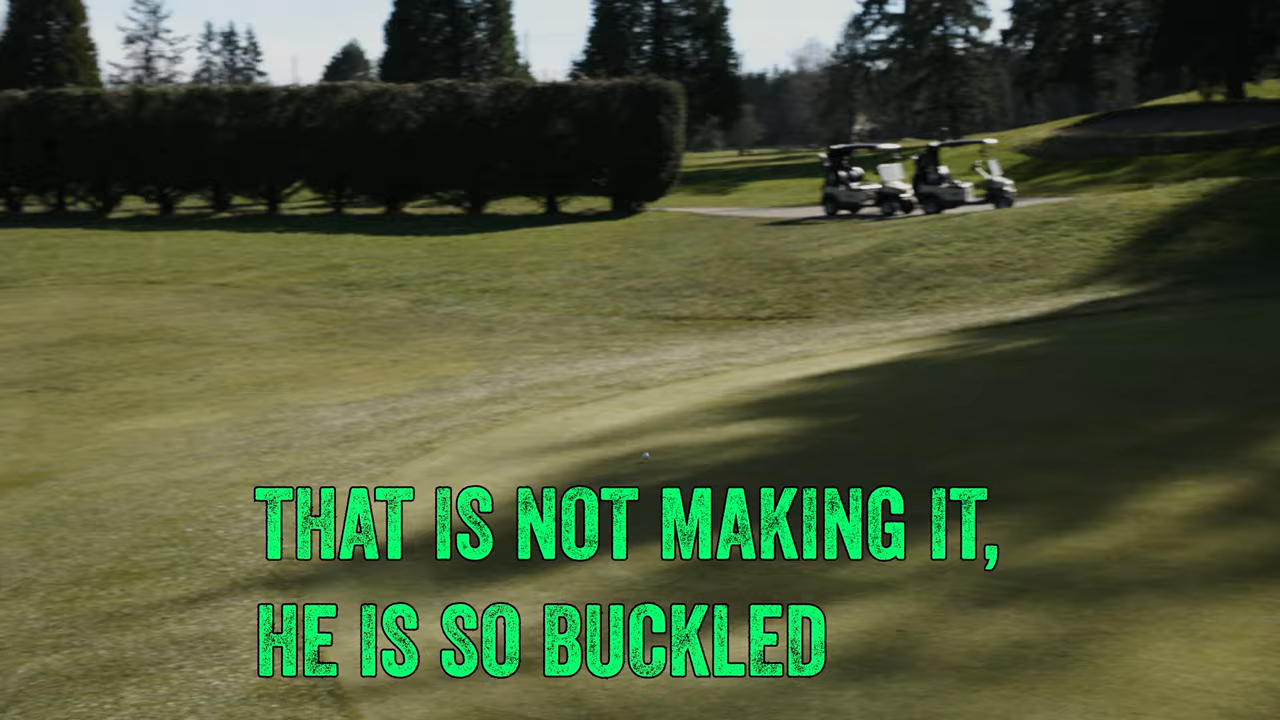 THAT IS NOT MAKING IT,
HE IS SO BUCKLED